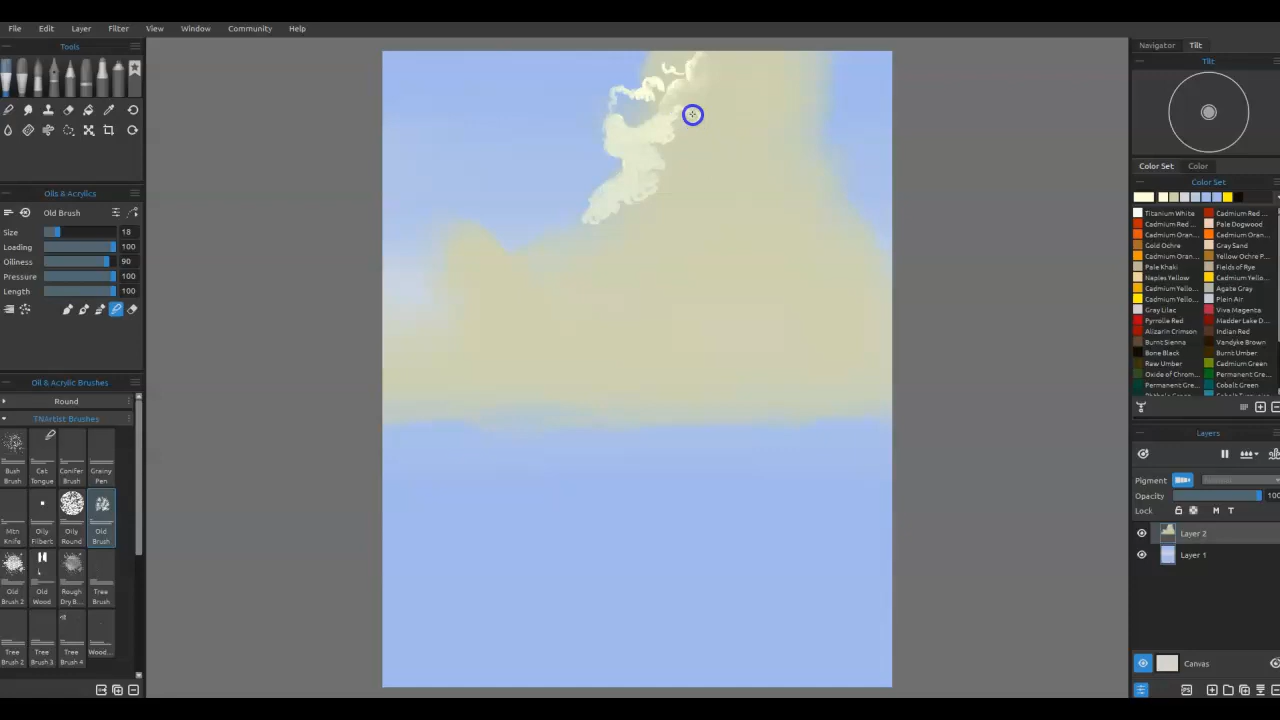 File Edit Layer Filter View Window Community Help
Tools
Oils & Acrylics
Old Brush
Size 18
Loading 100
Oiliness 90
Pressure 100
Length 100
Oil & Acrylic Brushes
Round
TNArtist Brushes
Bush Brush Cat Tongue Conifer Brush Grainy Pen
Mtn Knife Oily Filbert Oily Round Old Brush
Old Brush 2 Old Wood Rough Dry B... Tree Brush
Tree Brush 2 Tree Brush 3 Tree Brush 4 Wood...
Navigator Tilt
Tilt
Color Set Color
Color Set
Titanium White Cadmium Red ...
Cadmium Red ... Pale Dogwood
Cadmium Oran... Cadmium Oran...
Gold Ochre Gray Sand
Cadmium Oran... Yellow Ochre P...
Pale Khaki Fields of Rye
Naples Yellow Cadmium Yello...
Cadmium Yello... Agate Gray
Cadmium Yello... Plein Air
Gray Lilac Viva Magenta
Pyrrolle Red Madder Lake D...
Alizarin Crimson Indian Red
Burnt Sienna Vandyke Brown
Bone Black Burnt Umber
Raw Umber Cadmium Green
Oxide of Chrom... Permanent Gre...
Permanent Gre... Cobalt Green
Layers
Pigment
Opacity 100
Lock M T
Layer 2
Layer 1
Canvas